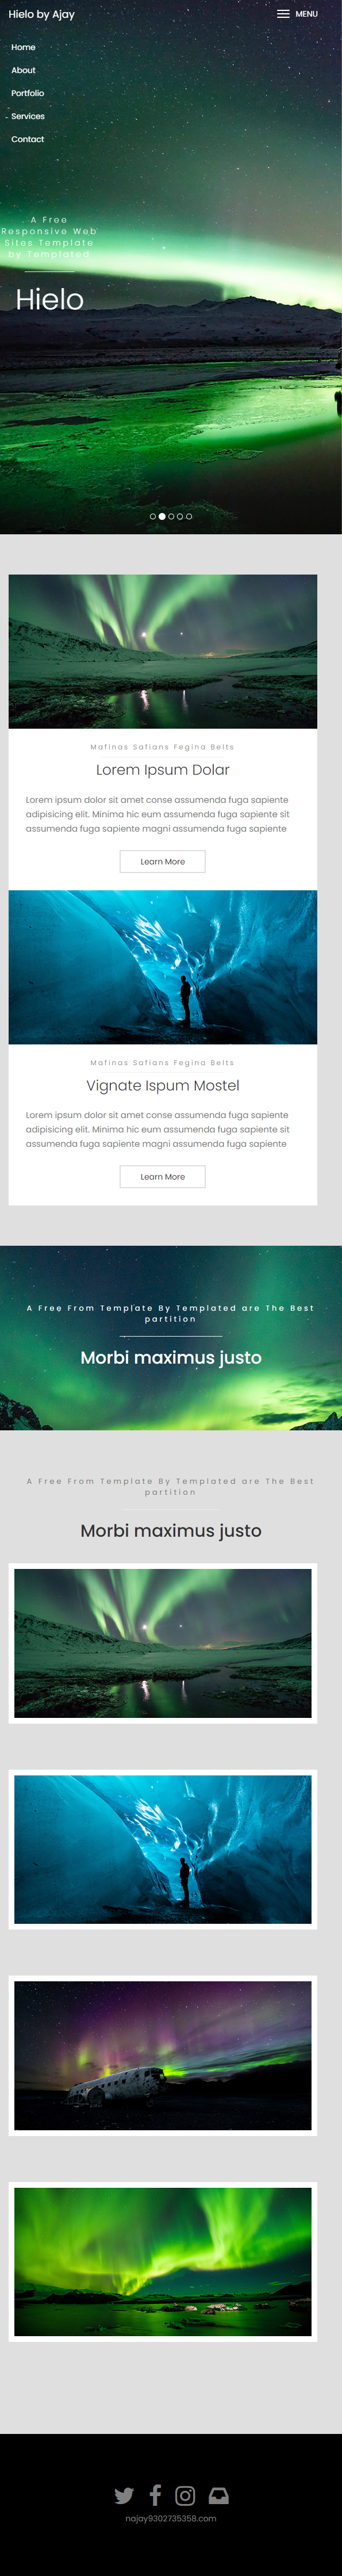 Hielo by Ajay
MENU
Home
About
Portfolio
Services
Contact
A Free
Responsive Web
Sites Template
by Templated
Hielo
Mafinas Safians Fegina Belts
Lorem Ipsum Dolar
Lorem ipsum dolor sit amet conse assumenda fuga sapiente
adipisicing elit. Minima hic eum assumenda fuga sapiente sit
assumenda fuga sapiente magni assumenda fuga sapiente
Learn More
Mafinas Safians Fegina Belts
Vignate Ispum Mostel
Lorem ipsum dolor sit amet conse assumenda fuga sapiente
adipisicing elit. Minima hic eum assumenda fuga sapiente sit
assumenda fuga sapiente magni assumenda fuga sapiente
Learn More
A Free From Template By Templated are The Best
partition
Morbi maximus justo
A Free From Template By Templated are The Best
partition
Morbi maximus justo
najay9302735358.com